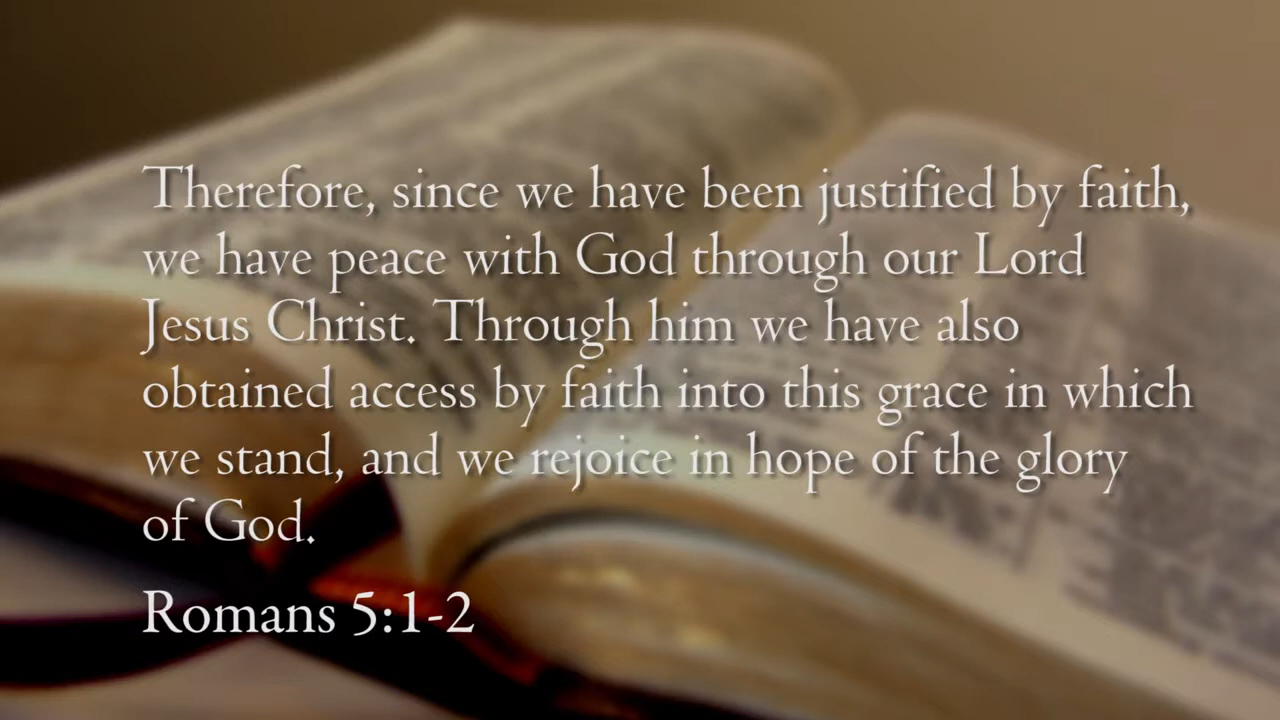 Therefore, since we have been justified by faith,
we have peace with God through our Lord
Jesus Christ. Through him we have also
obtained access by faith into this grace in which
we stand, and we rejoice in hope of the glory
of God.
Romans 5:1-2